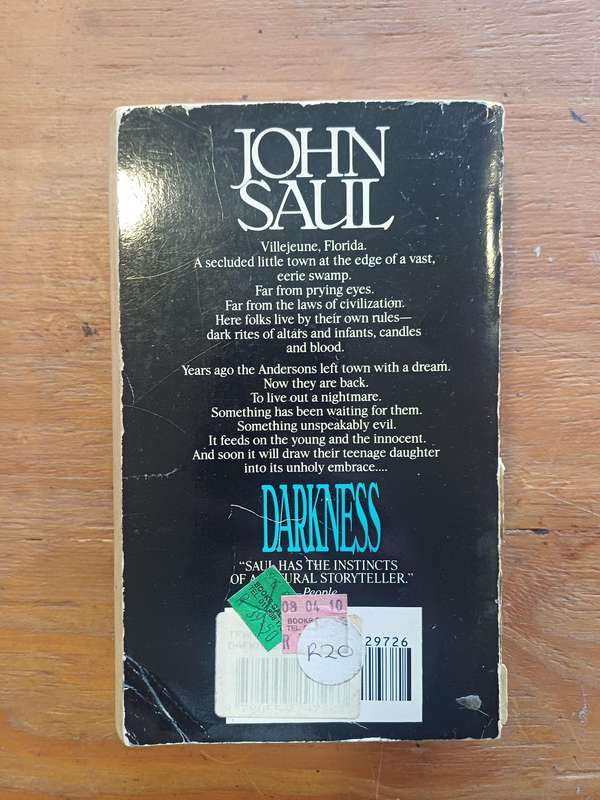 JOHN
SAUL
Villejeune, Florida.
A secluded little town at the edge of a vast,
eerie swamp.
Far from prying eyes.
Far from the laws of civilization.
Here folks live by their own rules—
dark rites of altars and infants, candles
and blood.
Years ago the Andersons left town with a dream.
Now they are back.
To live out a nightmare.
Something has been waiting for them.
Something unspeakably evil.
It feeds on the young and the innocent.
And soon it will draw their teenage daughter
into its unholy embrace....
DARKNESS
"SAUL HAS THE INSTINCTS
OF A NATURAL STORYTELLER."
—People
08 04 10
BOOKS
TEL
R
R20
29726